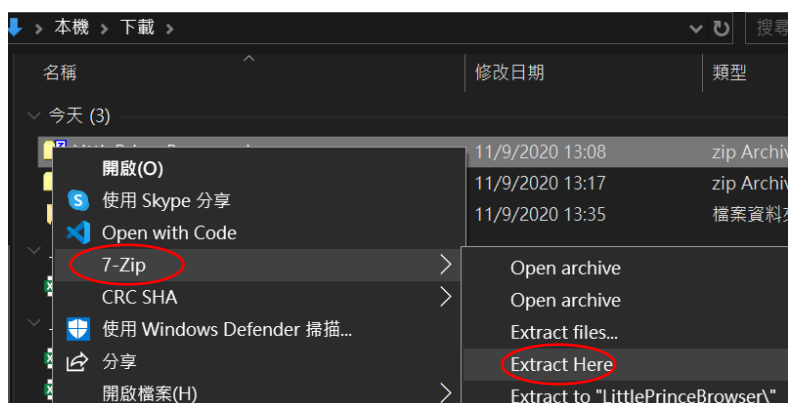 本機 › 下載 ›
搜尋
名稱 修改日期 類型
今天 (3)
11/9/2020 13:08 zip Archiv
開啟(O)
11/9/2020 13:17 zip Archiv
使用 Skype 分享
11/9/2020 13:35 檔案資料夾
Open with Code
7-Zip
Open archive
CRC SHA
Open archive
使用 Windows Defender 掃描...
Extract files...
分享
Extract Here
開啟檔案(H)
Extract to "LittlePrinceBrowser\"